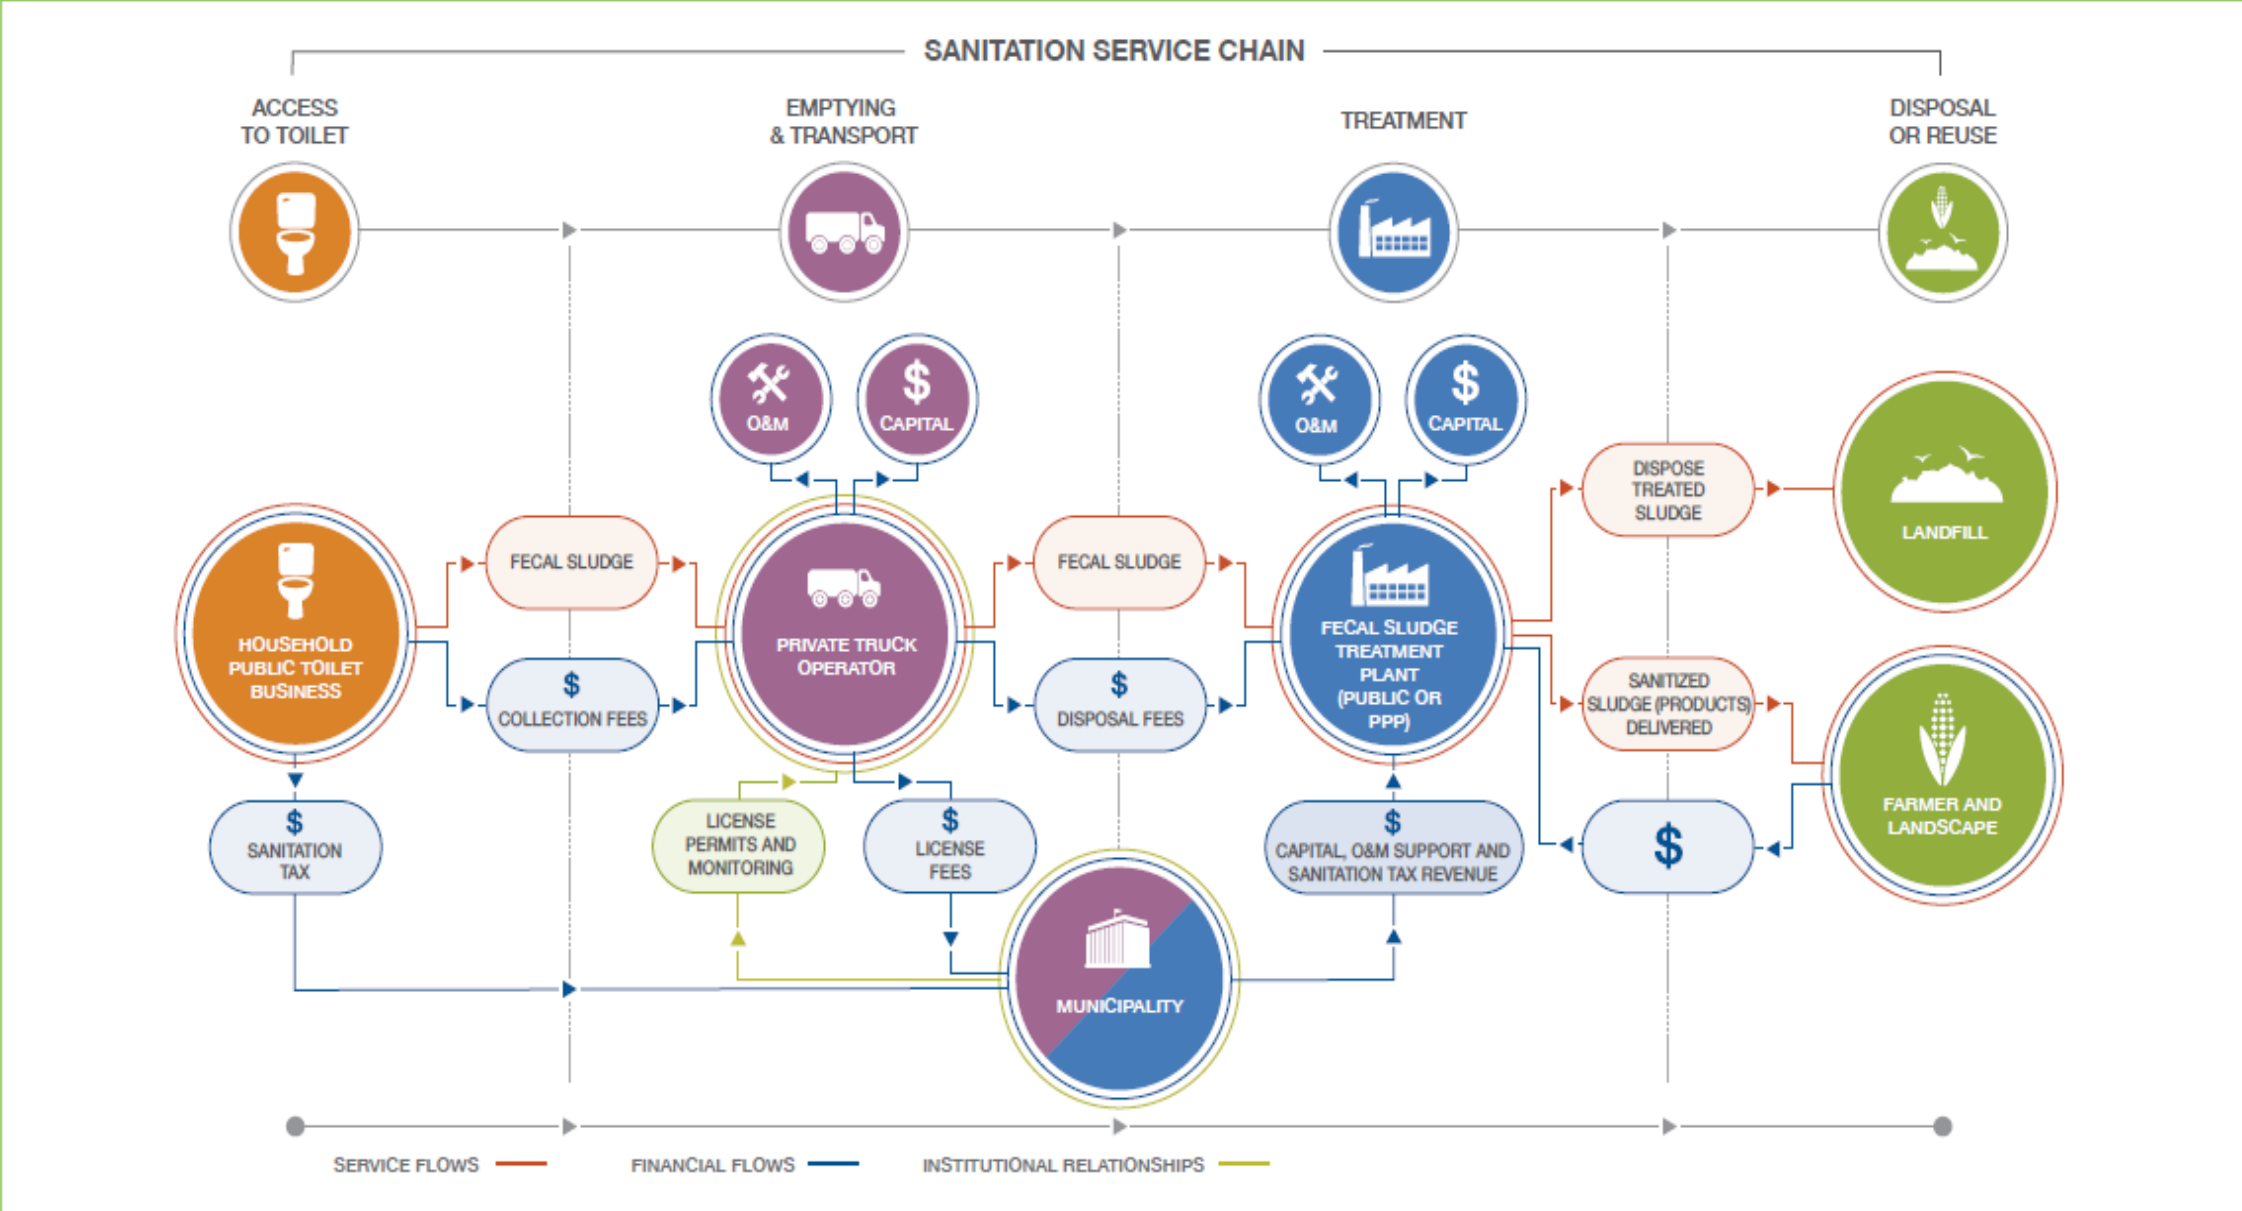 SANITATION SERVICE CHAIN
ACCESS
TO TOILET
EMPTYING
& TRANSPORT
TREATMENT
DISPOSAL
OR REUSE
O&M
$
CAPITAL
O&M
$
CAPITAL
HOUSEHOLD
PUBLIC TOILET
BUSINESS
FECAL SLUDGE
$
COLLECTION FEES
PRIVATE TRUCK
OPERATOR
FECAL SLUDGE
$
DISPOSAL FEES
FECAL SLUDGE
TREATMENT
PLANT
(PUBLIC OR
PPP)
DISPOSE
TREATED
SLUDGE
LANDFILL
SANITIZED
SLUDGE (PRODUCTS)
DELIVERED
FARMER AND
LANDSCAPE
$
SANITATION
TAX
LICENSE
PERMITS AND
MONITORING
$
LICENSE
FEES
$
CAPITAL, O&M SUPPORT AND
SANITATION TAX REVENUE
$
MUNICIPALITY
SERVICE FLOWS
FINANCIAL FLOWS
INSTITUTIONAL RELATIONSHIPS